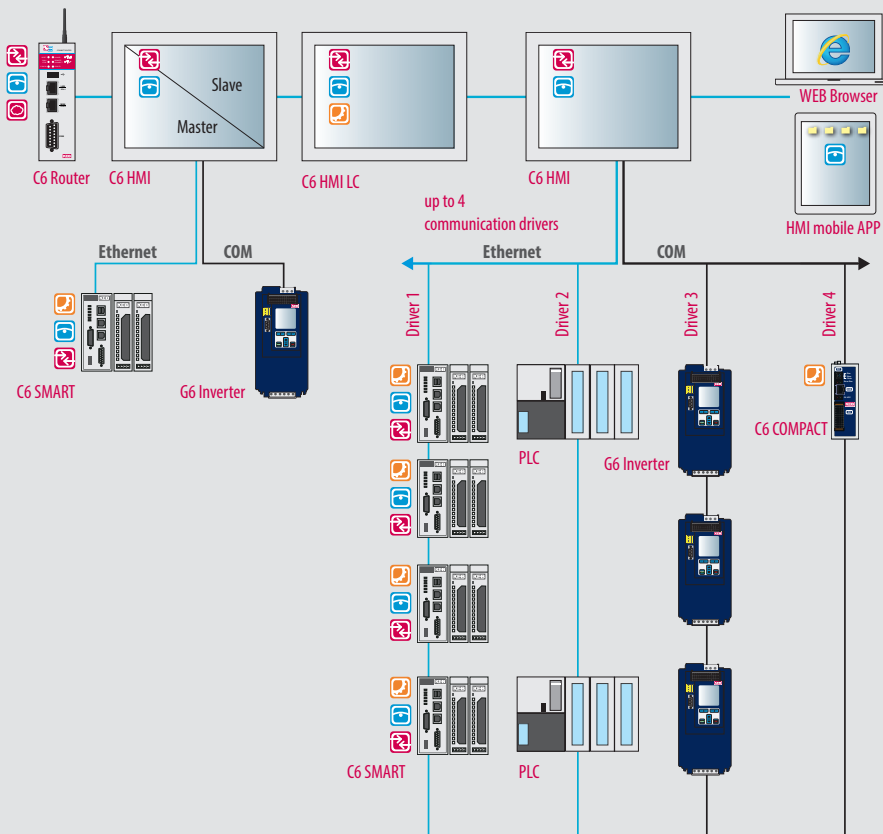 Slave
Master
WEB Browser
C6 Router
C6 HMI
C6 HMI LC
C6 HMI
HMI mobile APP
up to 4
communication drivers
Ethernet
COM
Ethernet
COM
Driver 1
Driver 2
Driver 3
Driver 4
C6 SMART
G6 Inverter
PLC
G6 Inverter
C6 COMPACT
C6 SMART
PLC